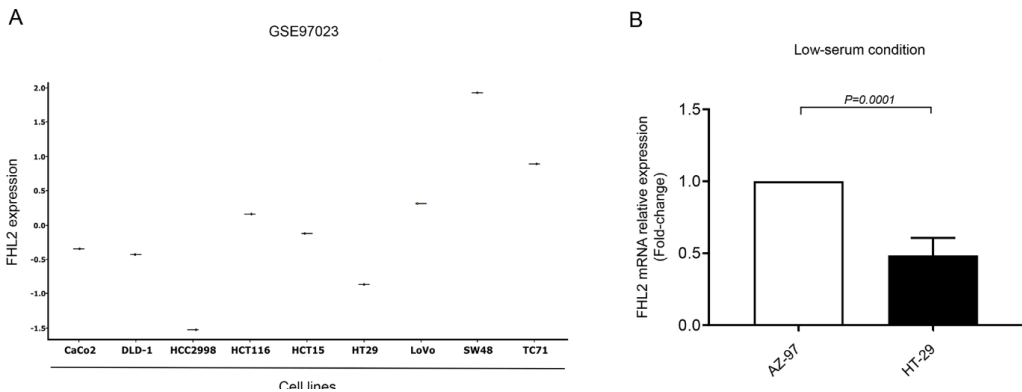 A
GSE97023
FHL2 expression
2.0
1.5
1.0
0.5
0.0
-0.5
-1.0
-1.5
CaCo2 DLD-1 HCC2998 HCT116 HCT15 HT29 LoVo SW48 TC71
Cell lines
B
Low-serum condition
P=0.0001
FHL2 mRNA relative expression
(Fold-change)
1.5
1.0
0.5
0.0
AZ-97 HT-29